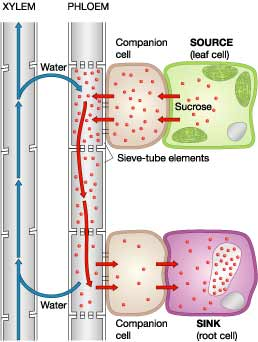 XYLEM PHLOEM
Companion
cell
SOURCE
(leaf cell)
Water
Sucrose
Sieve-tube elements
Water
Companion
cell
SINK
(root cell)